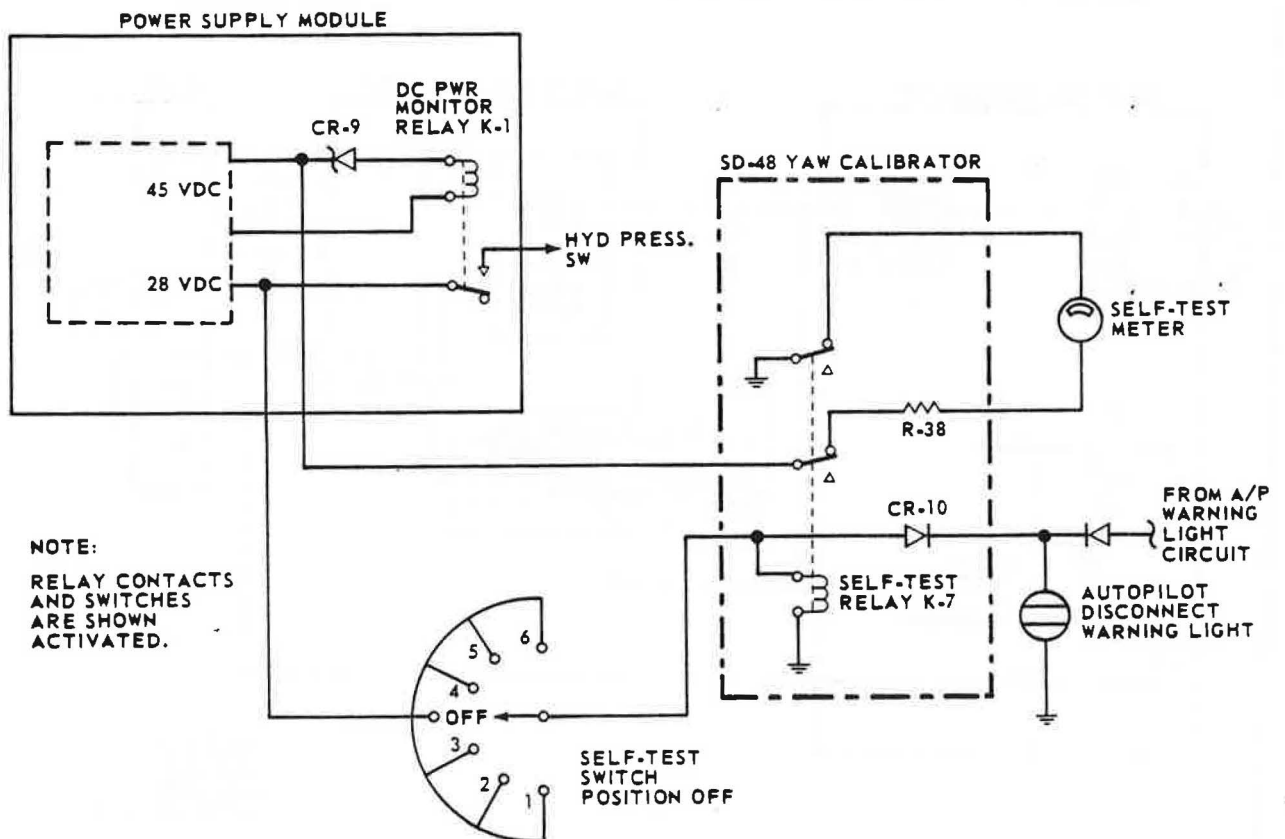 POWER SUPPLY MODULE
DC PWR
MONITOR
RELAY K-1
CR-9
45 VDC
28 VDC
HYD PRESS.
SW
SD-48 YAW CALIBRATOR
SELF-TEST
METER
R-38
CR-10
FROM A/P
WARNING
LIGHT
CIRCUIT
SELF-TEST
RELAY K-7
AUTOPILOT
DISCONNECT
WARNING LIGHT
NOTE:
RELAY CONTACTS
AND SWITCHES
ARE SHOWN
ACTIVATED.
6
5
4
OFF
3
2
1
SELF-TEST
SWITCH
POSITION OFF